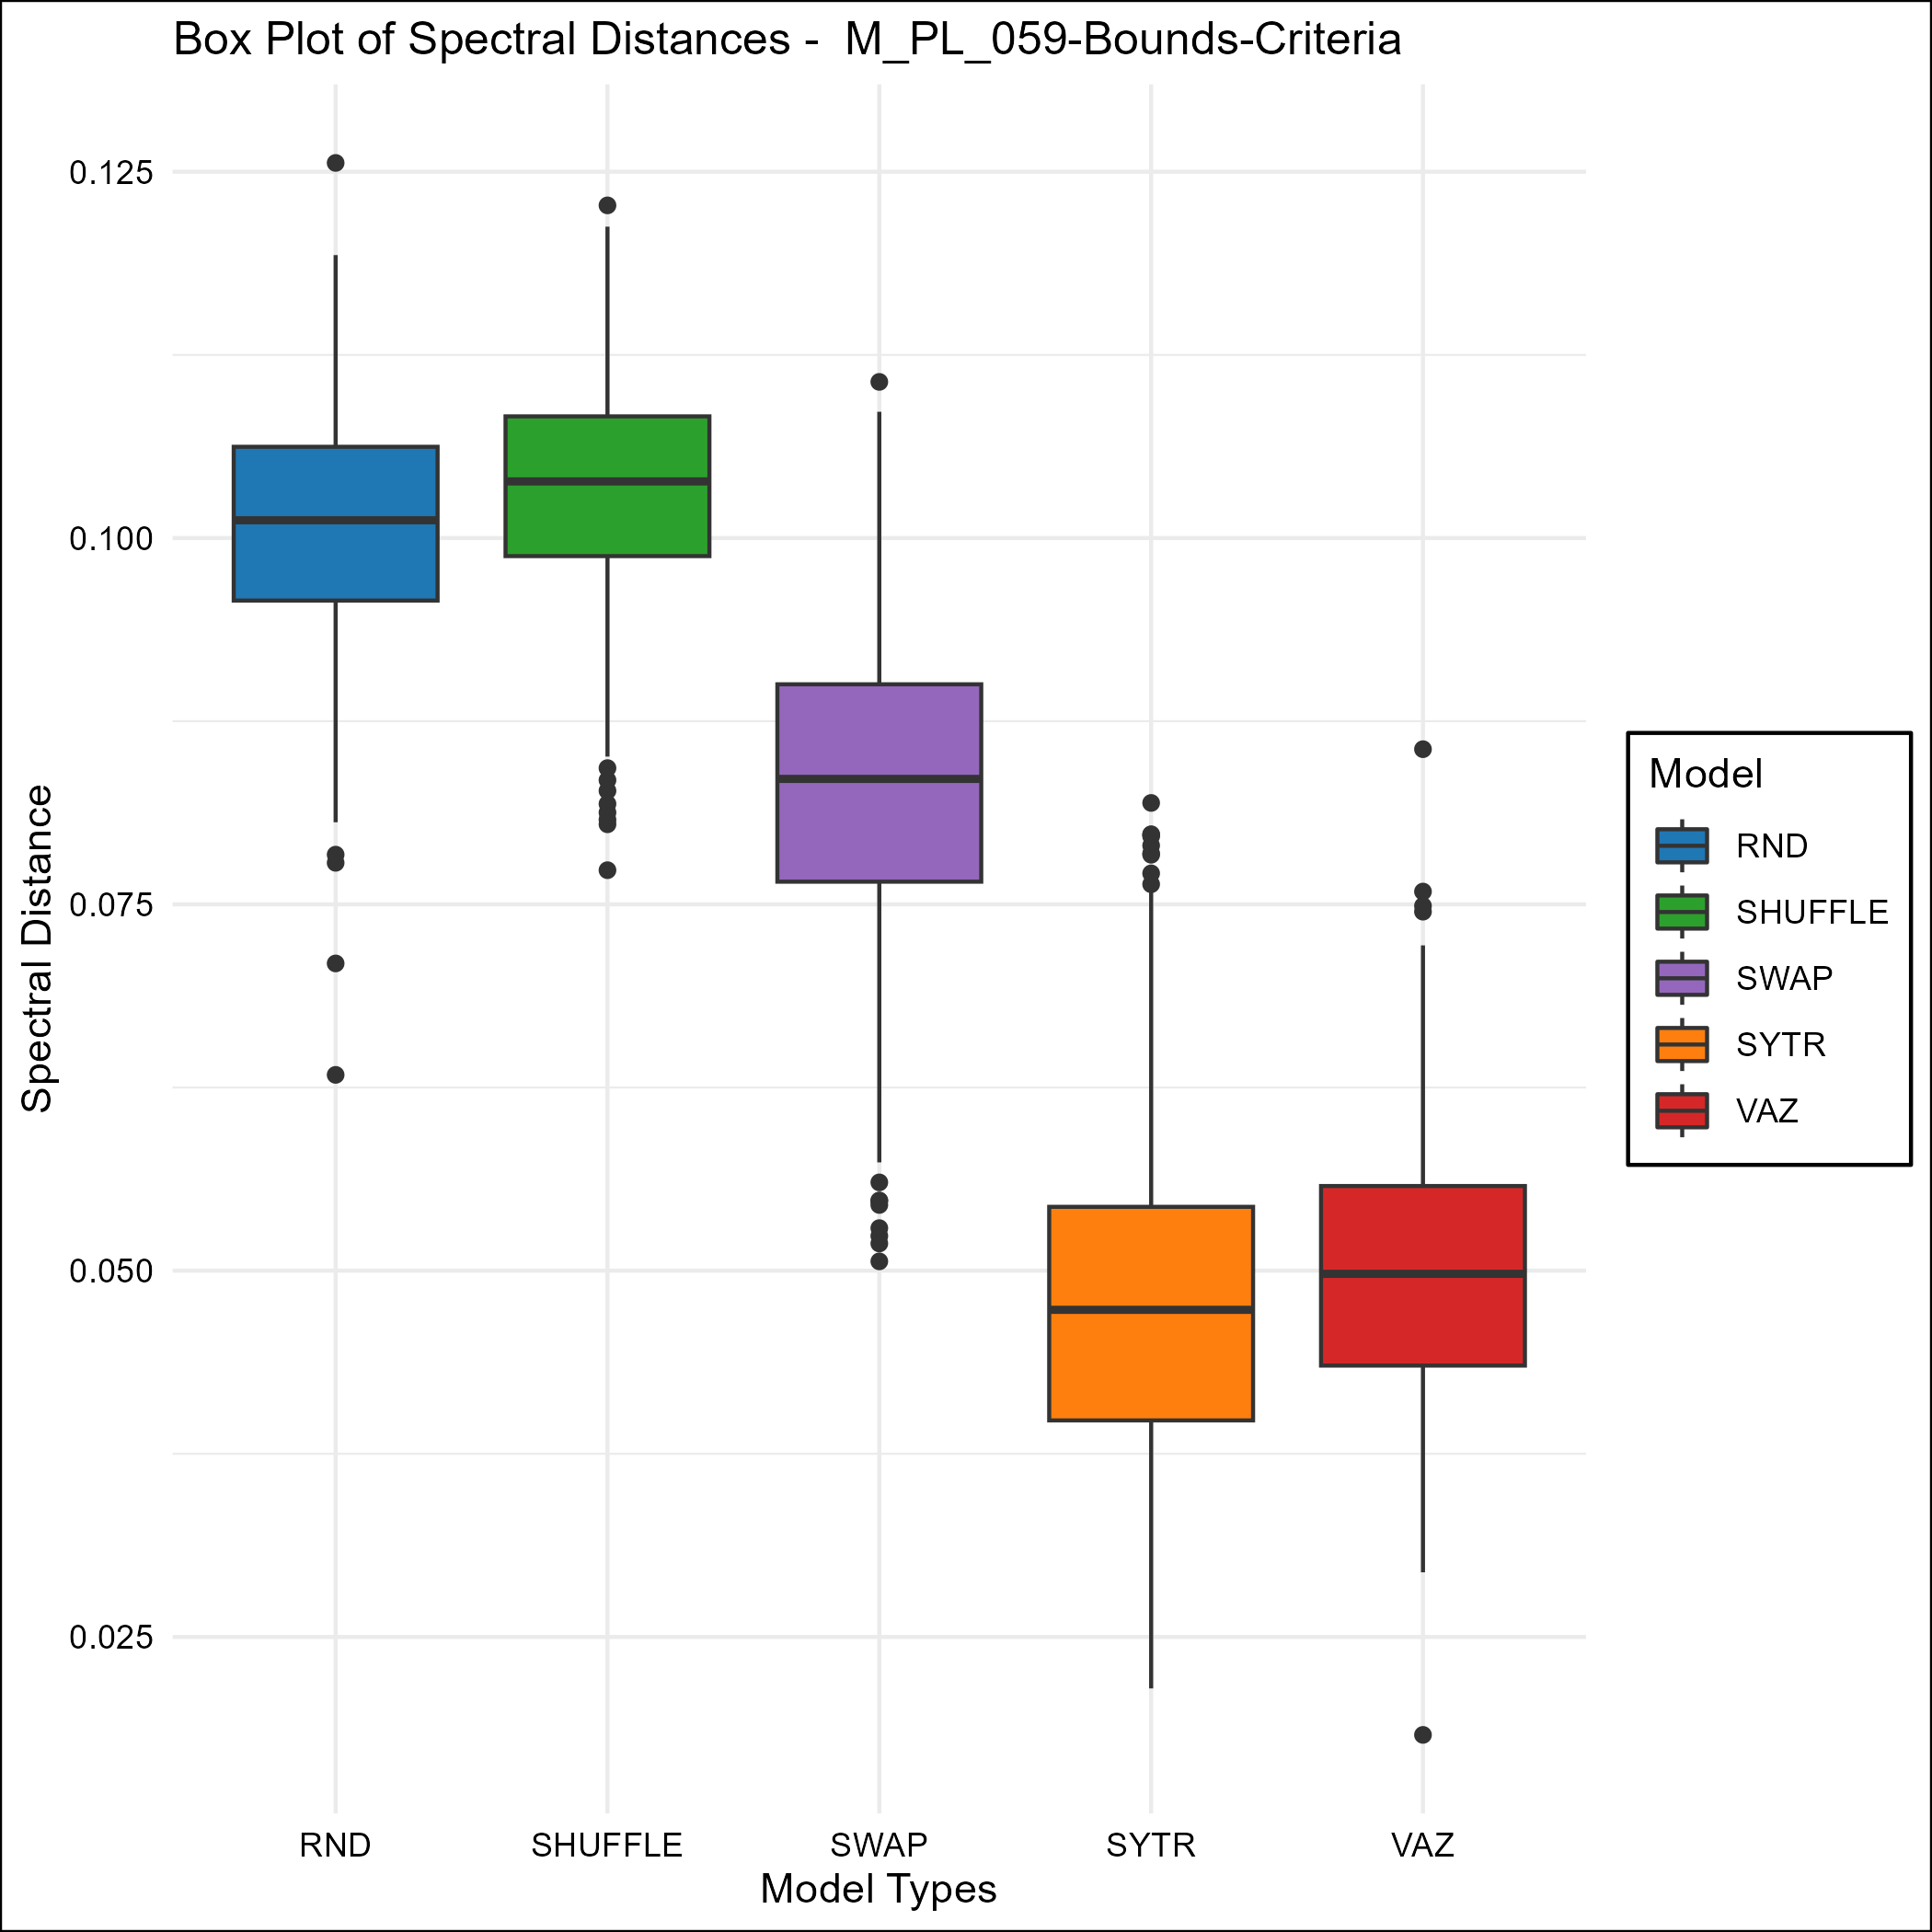 Box Plot of Spectral Distances -  M_PL_059-Bounds-Criteria
Spectral Distance
0.125
0.100
0.075
0.050
0.025
RND
SHUFFLE
SWAP
SYTR
VAZ
Model Types
Model
RND
SHUFFLE
SWAP
SYTR
VAZ